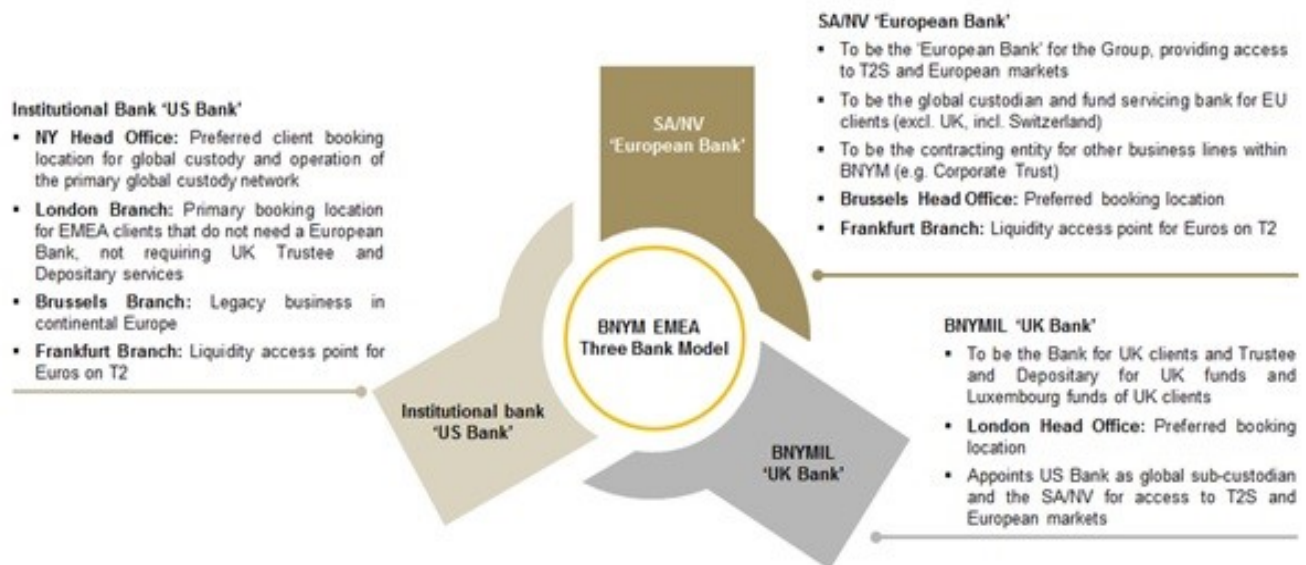 Institutional Bank ‘US Bank’
▪ NY Head Office: Preferred client booking
location for global custody and operation of
the primary global custody network
▪ London Branch: Primary booking location
for EMEA clients that do not need a European
Bank, not requiring UK Trustee and
Depositary services
▪ Brussels Branch: Legacy business in
continental Europe
▪ Frankfurt Branch: Liquidity access point for
Euros on T2
SA/NV
‘European Bank’
BNYM EMEA
Three Bank Model
Institutional bank
‘US Bank’
BNYMIL
‘UK Bank’
SA/NV ‘European Bank’
▪ To be the ‘European Bank’ for the Group, providing access
to T2S and European markets
▪ To be the global custodian and fund servicing bank for EU
clients (excl. UK, incl. Switzerland)
▪ To be the contracting entity for other business lines within
BNYM (e.g. Corporate Trust)
▪ Brussels Head Office: Preferred booking location
▪ Frankfurt Branch: Liquidity access point for Euros on T2
BNYMIL ‘UK Bank’
▪ To be the Bank for UK clients and Trustee
and Depositary for UK funds and
Luxembourg funds of UK clients
▪ London Head Office: Preferred booking
location
▪ Appoints US Bank as global sub-custodian
and the SA/NV for access to T2S and
European markets